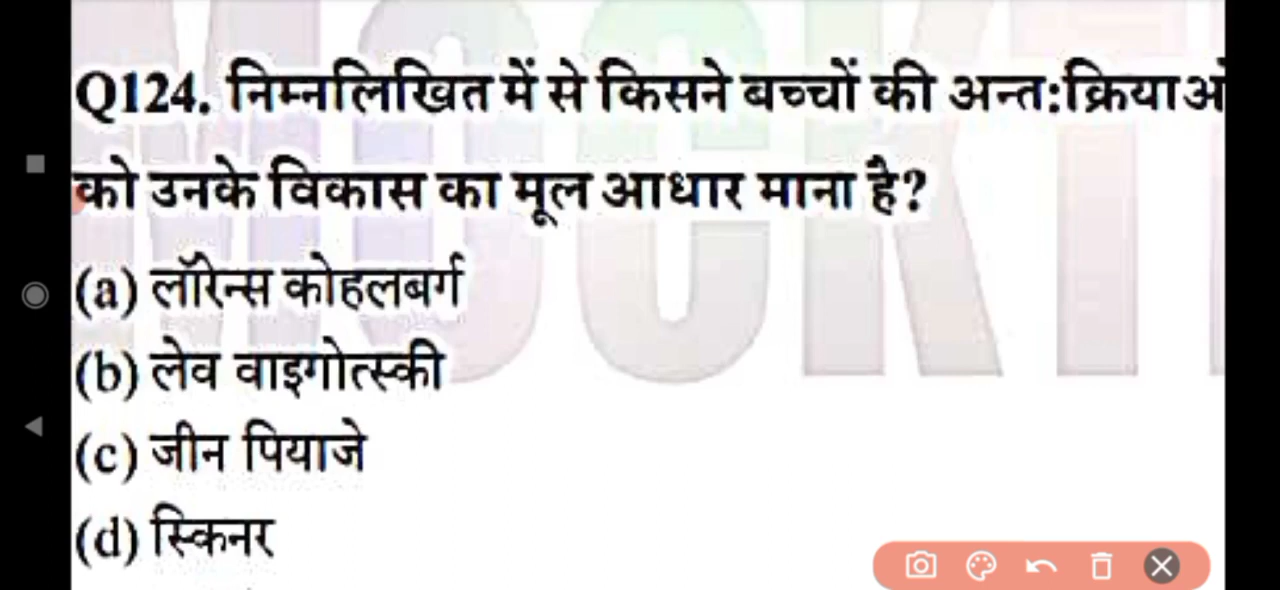 Q124. निम्नलिखित में से किसने बच्चों की अन्त:क्रियाओ
को उनके विकास का मूल आधार माना है?
(a) लॉरेन्स कोहलबर्ग
(b) लेव वाइगोत्स्की
(c) जीन पियाजे
(d) स्किनर